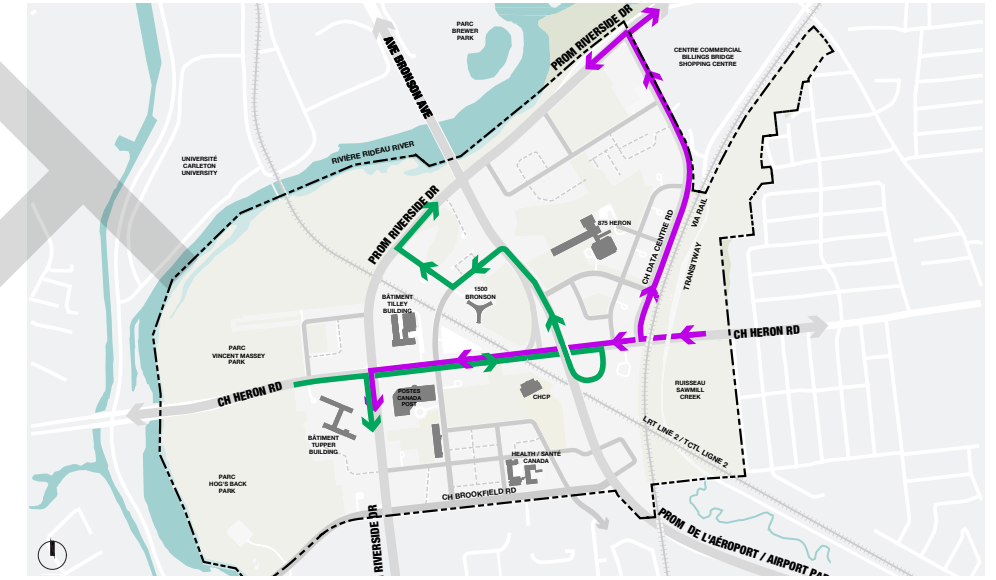 PARC
BREWER
PARK
PROM RIVERSIDE DR
AVE BRONSON AVE
CENTRE COMMERCIAL
BILLINGS BRIDGE
SHOPPING CENTRE
RIVIÈRE RIDEAU RIVER
UNIVERSITÉ
CARLETON
UNIVERSITY
PROM RIVERSIDE DR
875 HERON
CH DATA CENTRE RD
VIA RAIL
TRANSITWAY
1500
BRONSON
BÂTIMENT
TILLEY
BUILDING
CH HERON RD
PARC
VINCENT MASSEY
PARK
CH HERON RD
POSTES
CANADA
POST
CHCP
RUISSEAU
SAWMILL
CREEK
BÂTIMENT
TUPPER
BUILDING
LRT LINE 2 / TCTL LIGNE 2
HEALTH / SANTÉ
CANADA
PARC
HOG'S BACK
PARK
CH BROOKFIELD RD
RIVERSIDE DR
PROM DE L'AÉROPORT / AIRPORT PAR